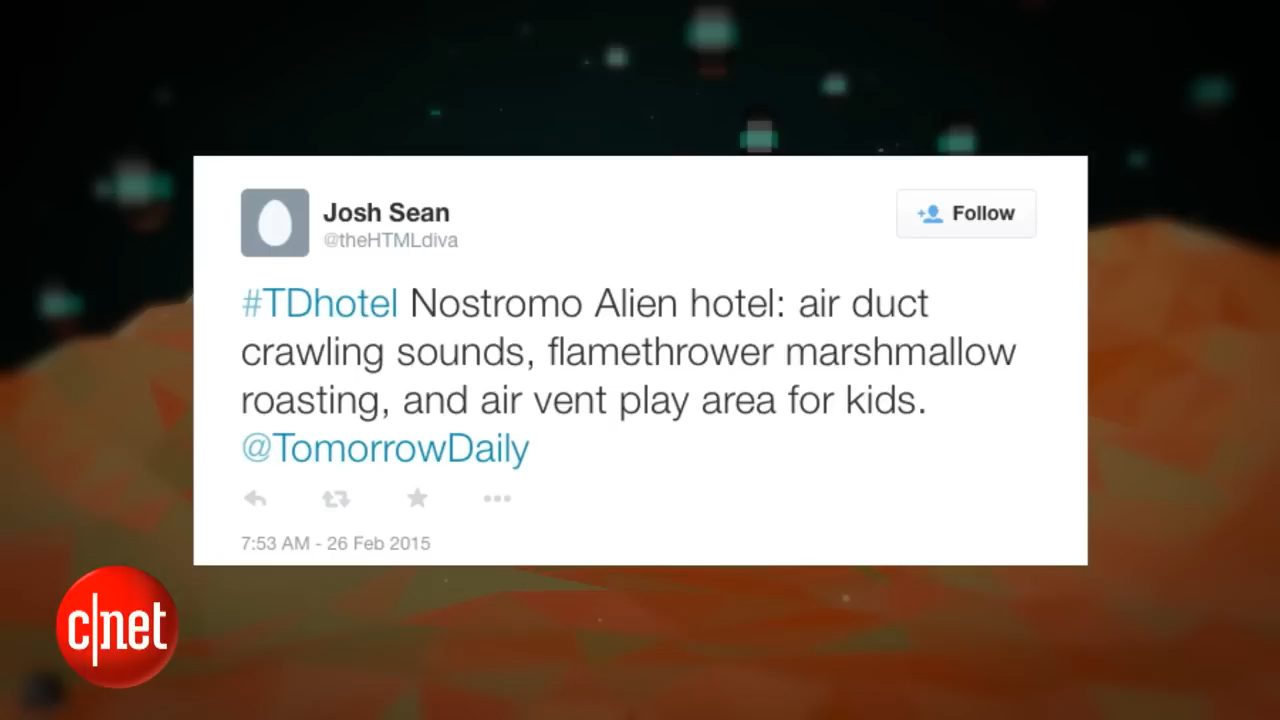 Josh Sean
@theHTMLdiva
Follow
#TDhotel Nostromo Alien hotel: air duct
crawling sounds, flamethrower marshmallow
roasting, and air vent play area for kids.
@TomorrowDaily
7:53 AM - 26 Feb 2015
c|net